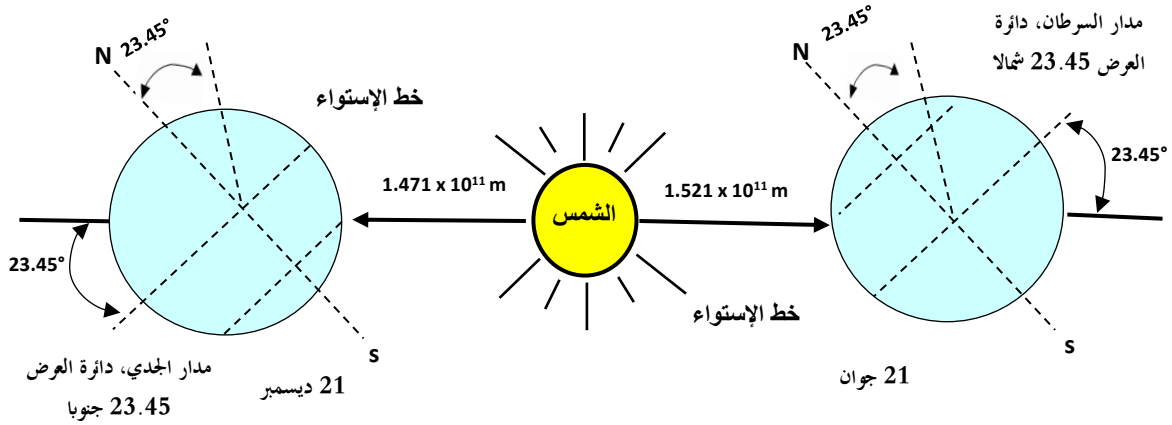 مدار السرطان، دائرة
العرض 23.45 شمالا
23.45°
N
خط الإستواء
23.45°
N
23.45°
1.471 x 10¹¹ m
الشمس
1.521 x 10¹¹ m
23.45°
خط الإستواء
s
s
21 جوان
21 ديسمبر
مدار الجدي، دائرة العرض
23.45 جنوبا